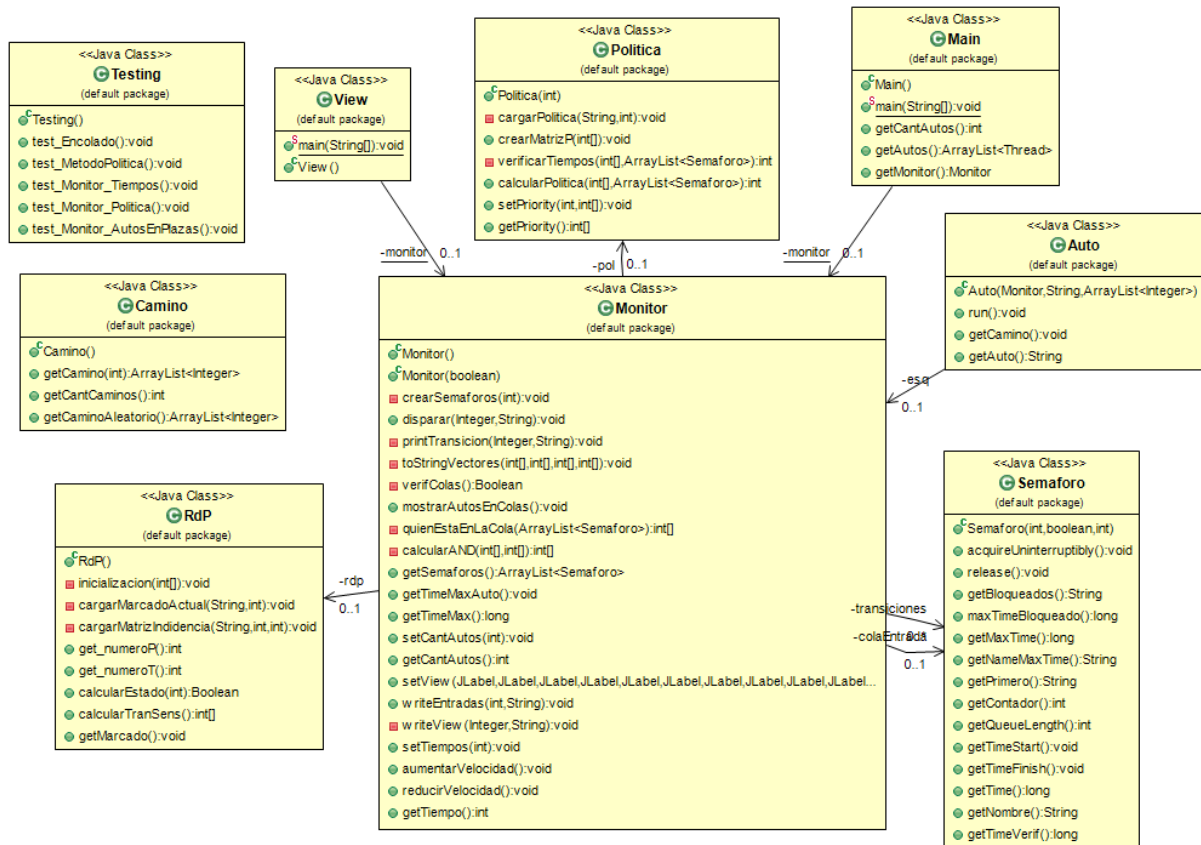 <<Java Class>>
Testing
(default package)
Testing()
test_Encolado():void
test_MetodoPolitica():void
test_Monitor_Tiempos():void
test_Monitor_Politica():void
test_Monitor_AutosEnPlazas():void
<<Java Class>>
View
(default package)
main(String[]):void
View()
<<Java Class>>
Politica
(default package)
Politica(int)
cargarPolitica(String,int):void
crearMatrizP(int[]):void
verificarTiempos(int[],ArrayList<Semaforo>):int
calcularPolitica(int[],ArrayList<Semaforo>):int
setPriority(int,int[]):void
getPriority():int[]
<<Java Class>>
Main
(default package)
Main()
main(String[]):void
getCantAutos():int
getAutos():ArrayList<Thread>
getMonitor():Monitor
-monitor 0..1
-pol 0..1
-monitor 0..1
<<Java Class>>
Auto
(default package)
Auto(Monitor,String,ArrayList<Integer>)
run():void
getCamino():void
getAuto():String
-esq
0..1
<<Java Class>>
Camino
(default package)
Camino()
getCamino(int):ArrayList<Integer>
getCantCaminos():int
getCaminoAleatorio():ArrayList<Integer>
<<Java Class>>
Monitor
(default package)
Monitor()
Monitor(boolean)
crearSemaforos(int):void
disparar(Integer,String):void
printTransicion(Integer,String):void
toStringVectores(int[],int[],int[],int[]):void
verifColas():Boolean
mostrarAutosEnColas():void
quienEstaEnLaCola(ArrayList<Semaforo>):int[]
calcularAND(int[],int[]):int[]
getSemaforos():ArrayList<Semaforo>
getTimeMaxAuto():void
getTimeMax():long
setCantAutos(int):void
getCantAutos():int
setView(JLabel,JLabel,JLabel,JLabel,JLabel,JLabel,JLabel,JLabel,JLabel,JLabel...
writeEntradas(int,String):void
writeView(Integer,String):void
setTiempos(int):void
aumentarVelocidad():void
reducirVelocidad():void
getTiempo():int
<<Java Class>>
RdP
(default package)
RdP()
inicializacion(int[]):void
cargarMarcadoActual(String,int):void
cargarMatrizIndidencia(String,int,int):void
get_numeroP():int
get_numeroT():int
calcularEstado(int):Boolean
calcularTranSens():int[]
getMarcado():void
-rdp
0..1
-transiciones
-colaEntrada
0..1
<<Java Class>>
Semaforo
(default package)
Semaforo(int,boolean,int)
acquireUninterruptibly():void
release():void
getBloqueados():String
maxTimeBloqueado():long
getMaxTime():long
getNameMaxTime():String
getPrimero():String
getContador():int
getQueueLength():int
getTimeStart():void
getTimeFinish():void
getTime():long
getNombre():String
getTimeVerif():long